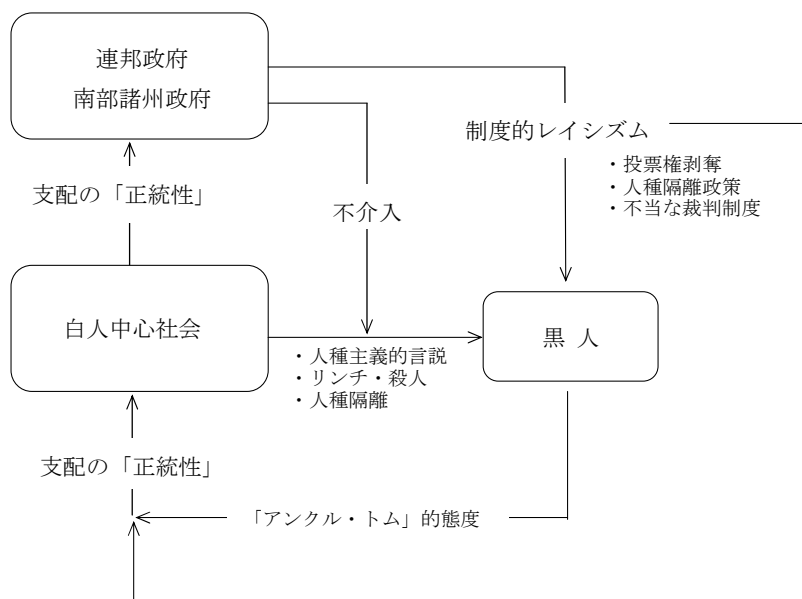 連邦政府
南部諸州政府
制度的レイシズム
・投票権剥奪
・人種隔離政策
・不当な裁判制度
支配の「正統性」
不介入
白人中心社会
黒 人
・人種主義的言説
・リンチ・殺人
・人種隔離
支配の「正統性」
「アンクル・トム」的態度